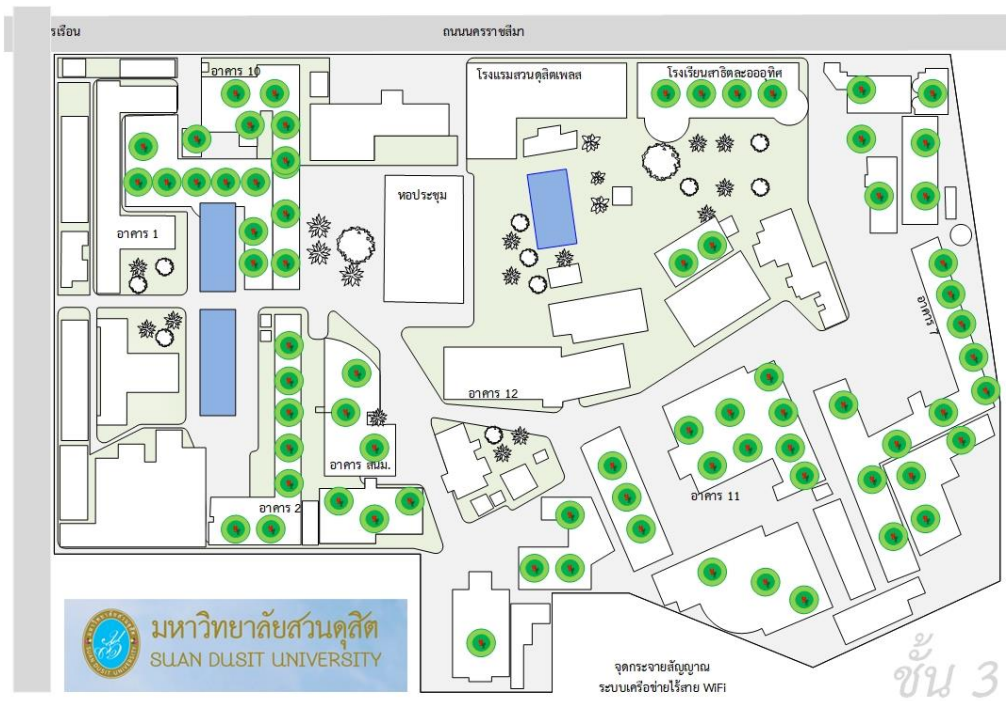 รเรือน
ถนนนครราชสีมา
อาคาร 10
โรงแรมสวนดุสิตเพลส
โรงเรียนสาธิตละอออุทิศ
หอประชุม
อาคาร 1
อาคาร 7
อาคาร 12
อาคาร สนม.
อาคาร 11
อาคาร 2
มหาวิทยาลัยสวนดุสิต
SUAN DUSIT UNIVERSITY
จุดกระจายสัญญาณ
ระบบเครือข่ายไร้สาย WiFi
ชั้น 3